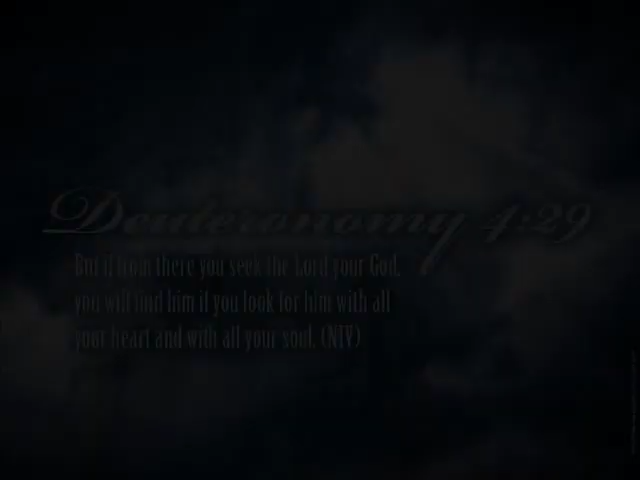 Deuteronomy 4:29
But if from there you seek the Lord your God,
you will find him if you look for him with all
your heart and with all your soul. (NIV)